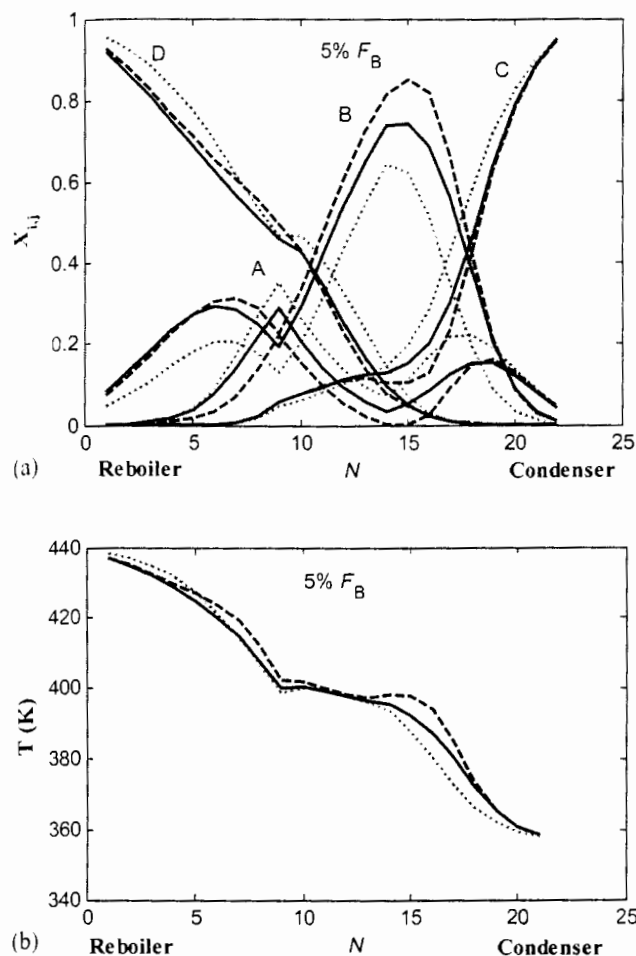 1
0.8
0.6
0.4
0.2
0
X_{i,j}
D
5% F_B
C
B
A
0 5 10 15 20 25
(a) Reboiler N Condenser
440
420
400
380
360
340
T (K)
5% F_B
0 5 10 15 20 25
(b) Reboiler N Condenser